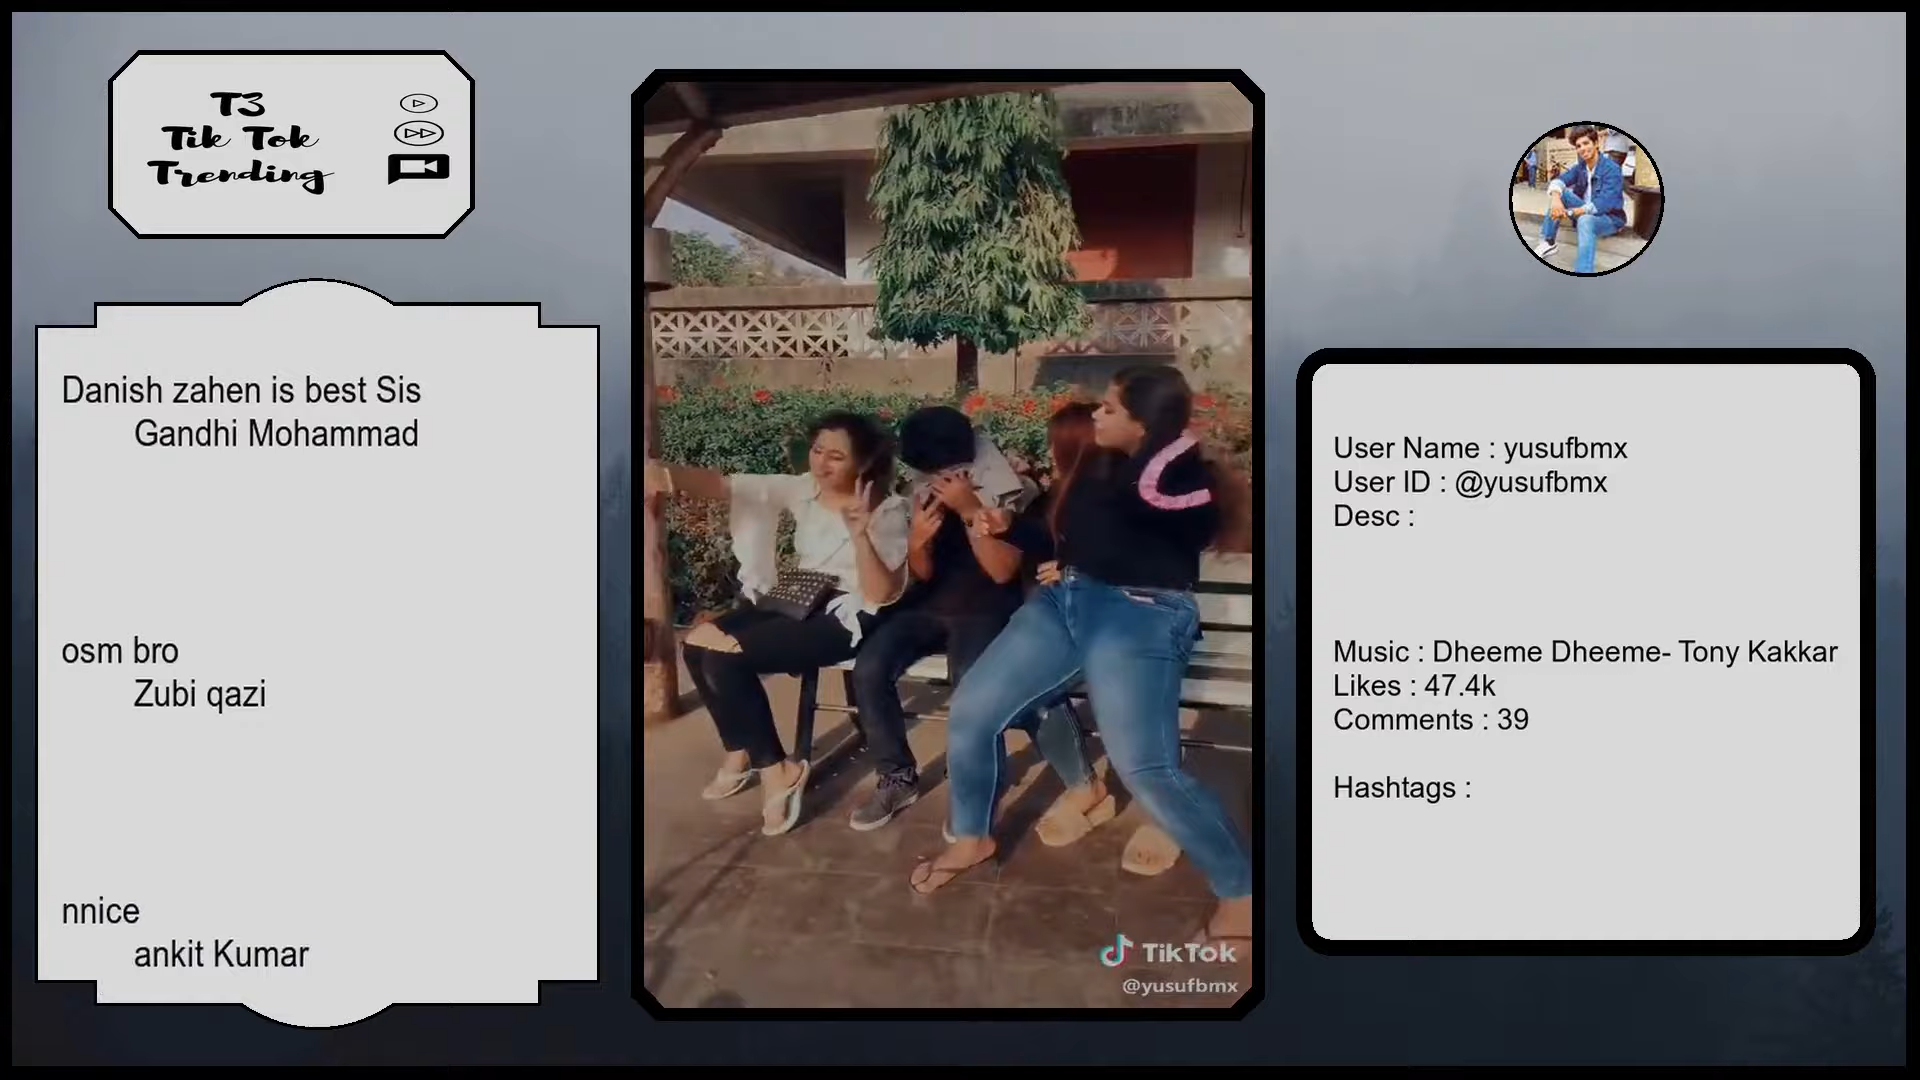 T3
Tik Tok
Trending
Danish zahen is best Sis
Gandhi Mohammad
osm bro
Zubi qazi
nnice
ankit Kumar
TikTok
@yusufbmx
User Name : yusufbmx
User ID : @yusufbmx
Desc :
Music : Dheeme Dheeme- Tony Kakkar
Likes : 47.4k
Comments : 39
Hashtags :